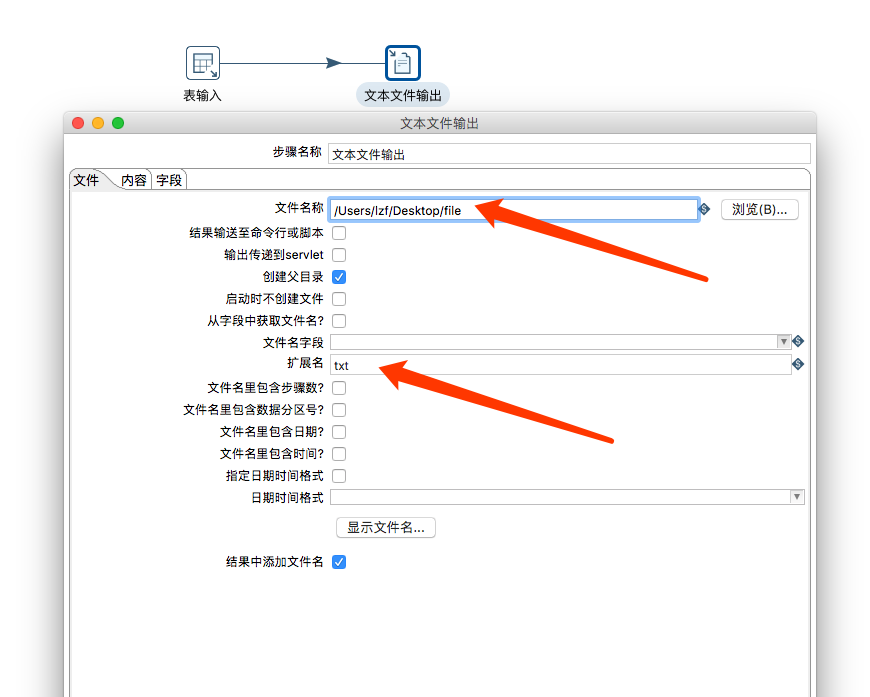 表输入
文本文件输出
文本文件输出
步骤名称 文本文件输出
文件 内容 字段
文件名称 /Users/lzf/Desktop/file 浏览(B)...
结果输送至命令行或脚本
输出传递到servlet
创建父目录
启动时不创建文件
从字段中获取文件名?
文件名字段
扩展名 txt
文件名里包含步骤数?
文件名里包含数据分区号?
文件名里包含日期?
文件名里包含时间?
指定日期时间格式
日期时间格式
显示文件名...
结果中添加文件名